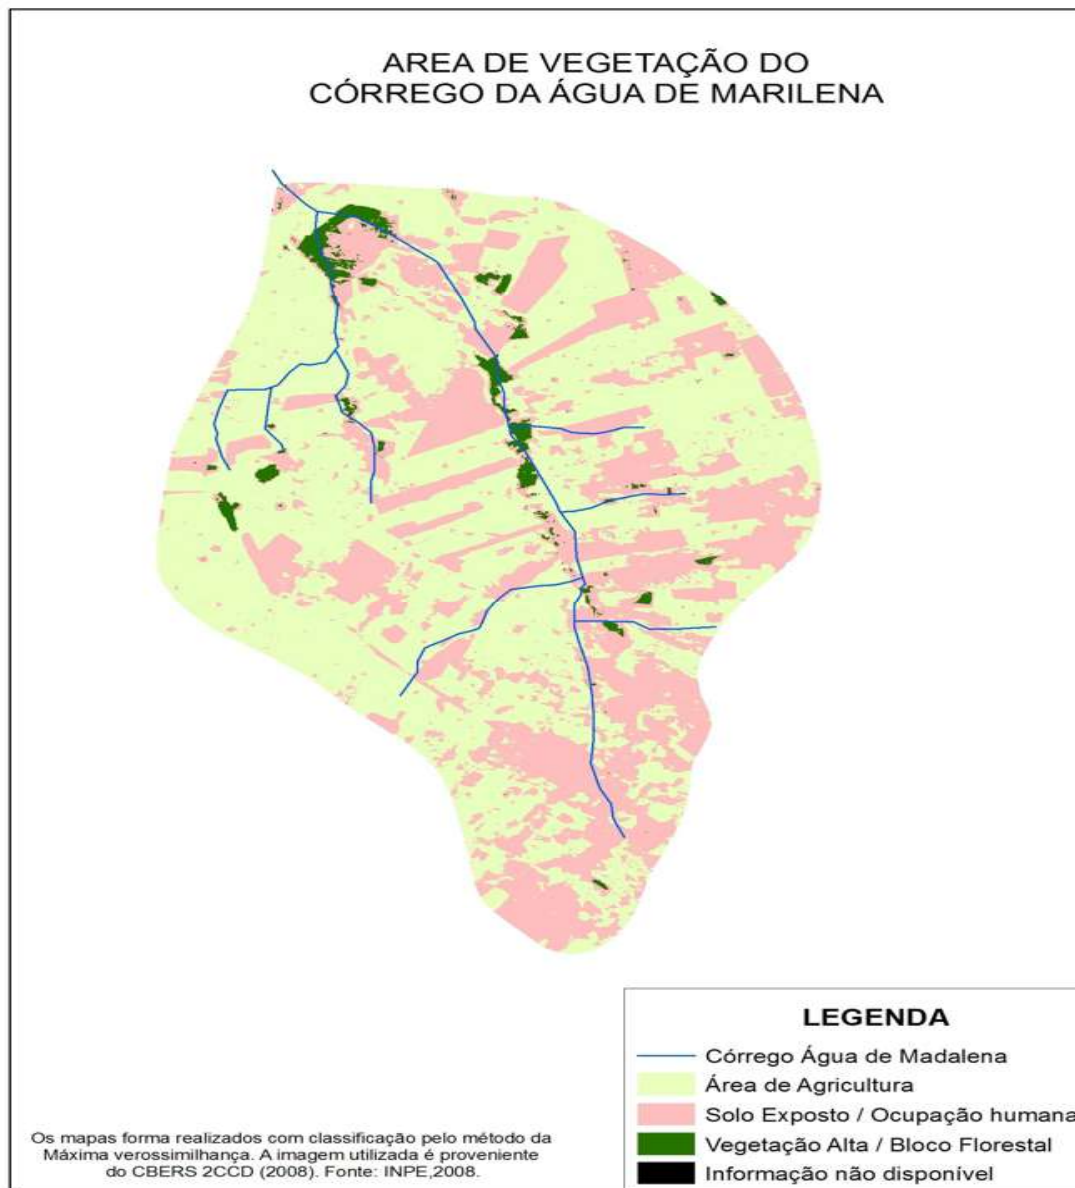 AREA DE VEGETAÇÃO DO
CÓRREGO DA ÁGUA DE MARILENA
LEGENDA
Córrego Água de Madalena
Área de Agricultura
Solo Exposto / Ocupação humana
Vegetação Alta / Bloco Florestal
Informação não disponível
Os mapas forma realizados com classificação pelo método da
Máxima verossimilhança. A imagem utilizada é proveniente
do CBERS 2CCD (2008). Fonte: INPE,2008.